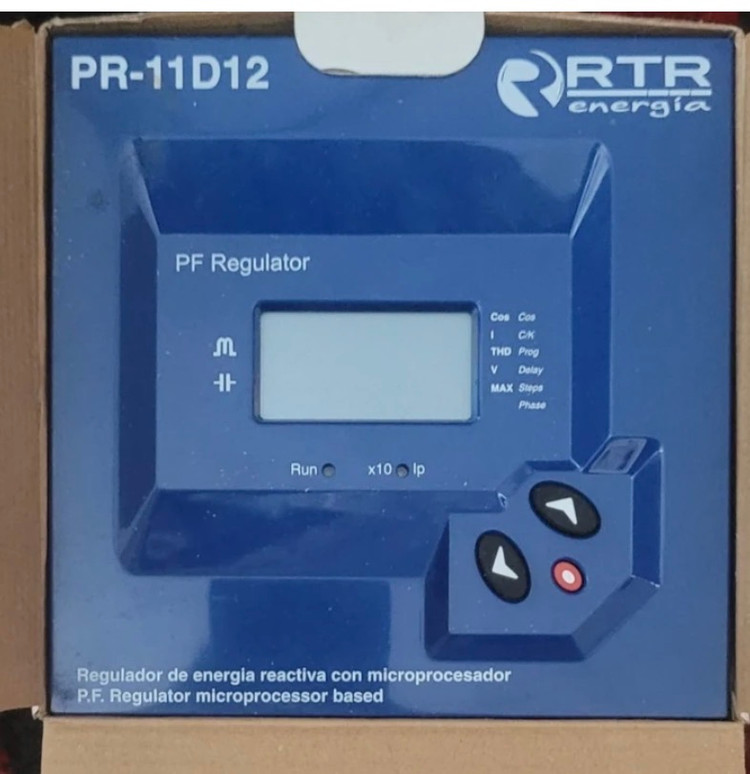 PR-11D12
RTR
energía
PF Regulator
Cos Cos
I C/K
THD Prog
V Delay
MAX Steps
Phase
Run x10 Ip
Regulador de energia reactiva con microprocesador
P.F. Regulator microprocessor based